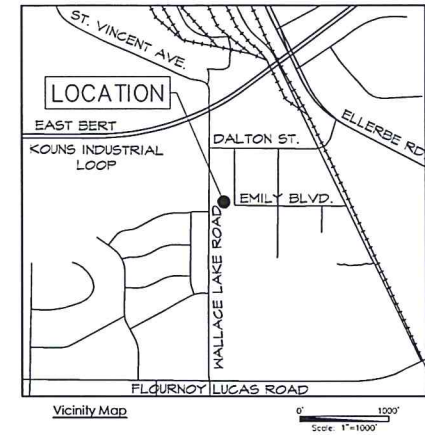 ST. VINCENT AVE.
LOCATION
EAST BERT
KOUNS INDUSTRIAL
LOOP
DALTON ST.
ELLERBE RD.
EMILY BLVD.
WALLACE LAKE ROAD
FLOURNOY LUCAS ROAD
Vicinity Map
0' 1000'
Scale: 1"=1000'